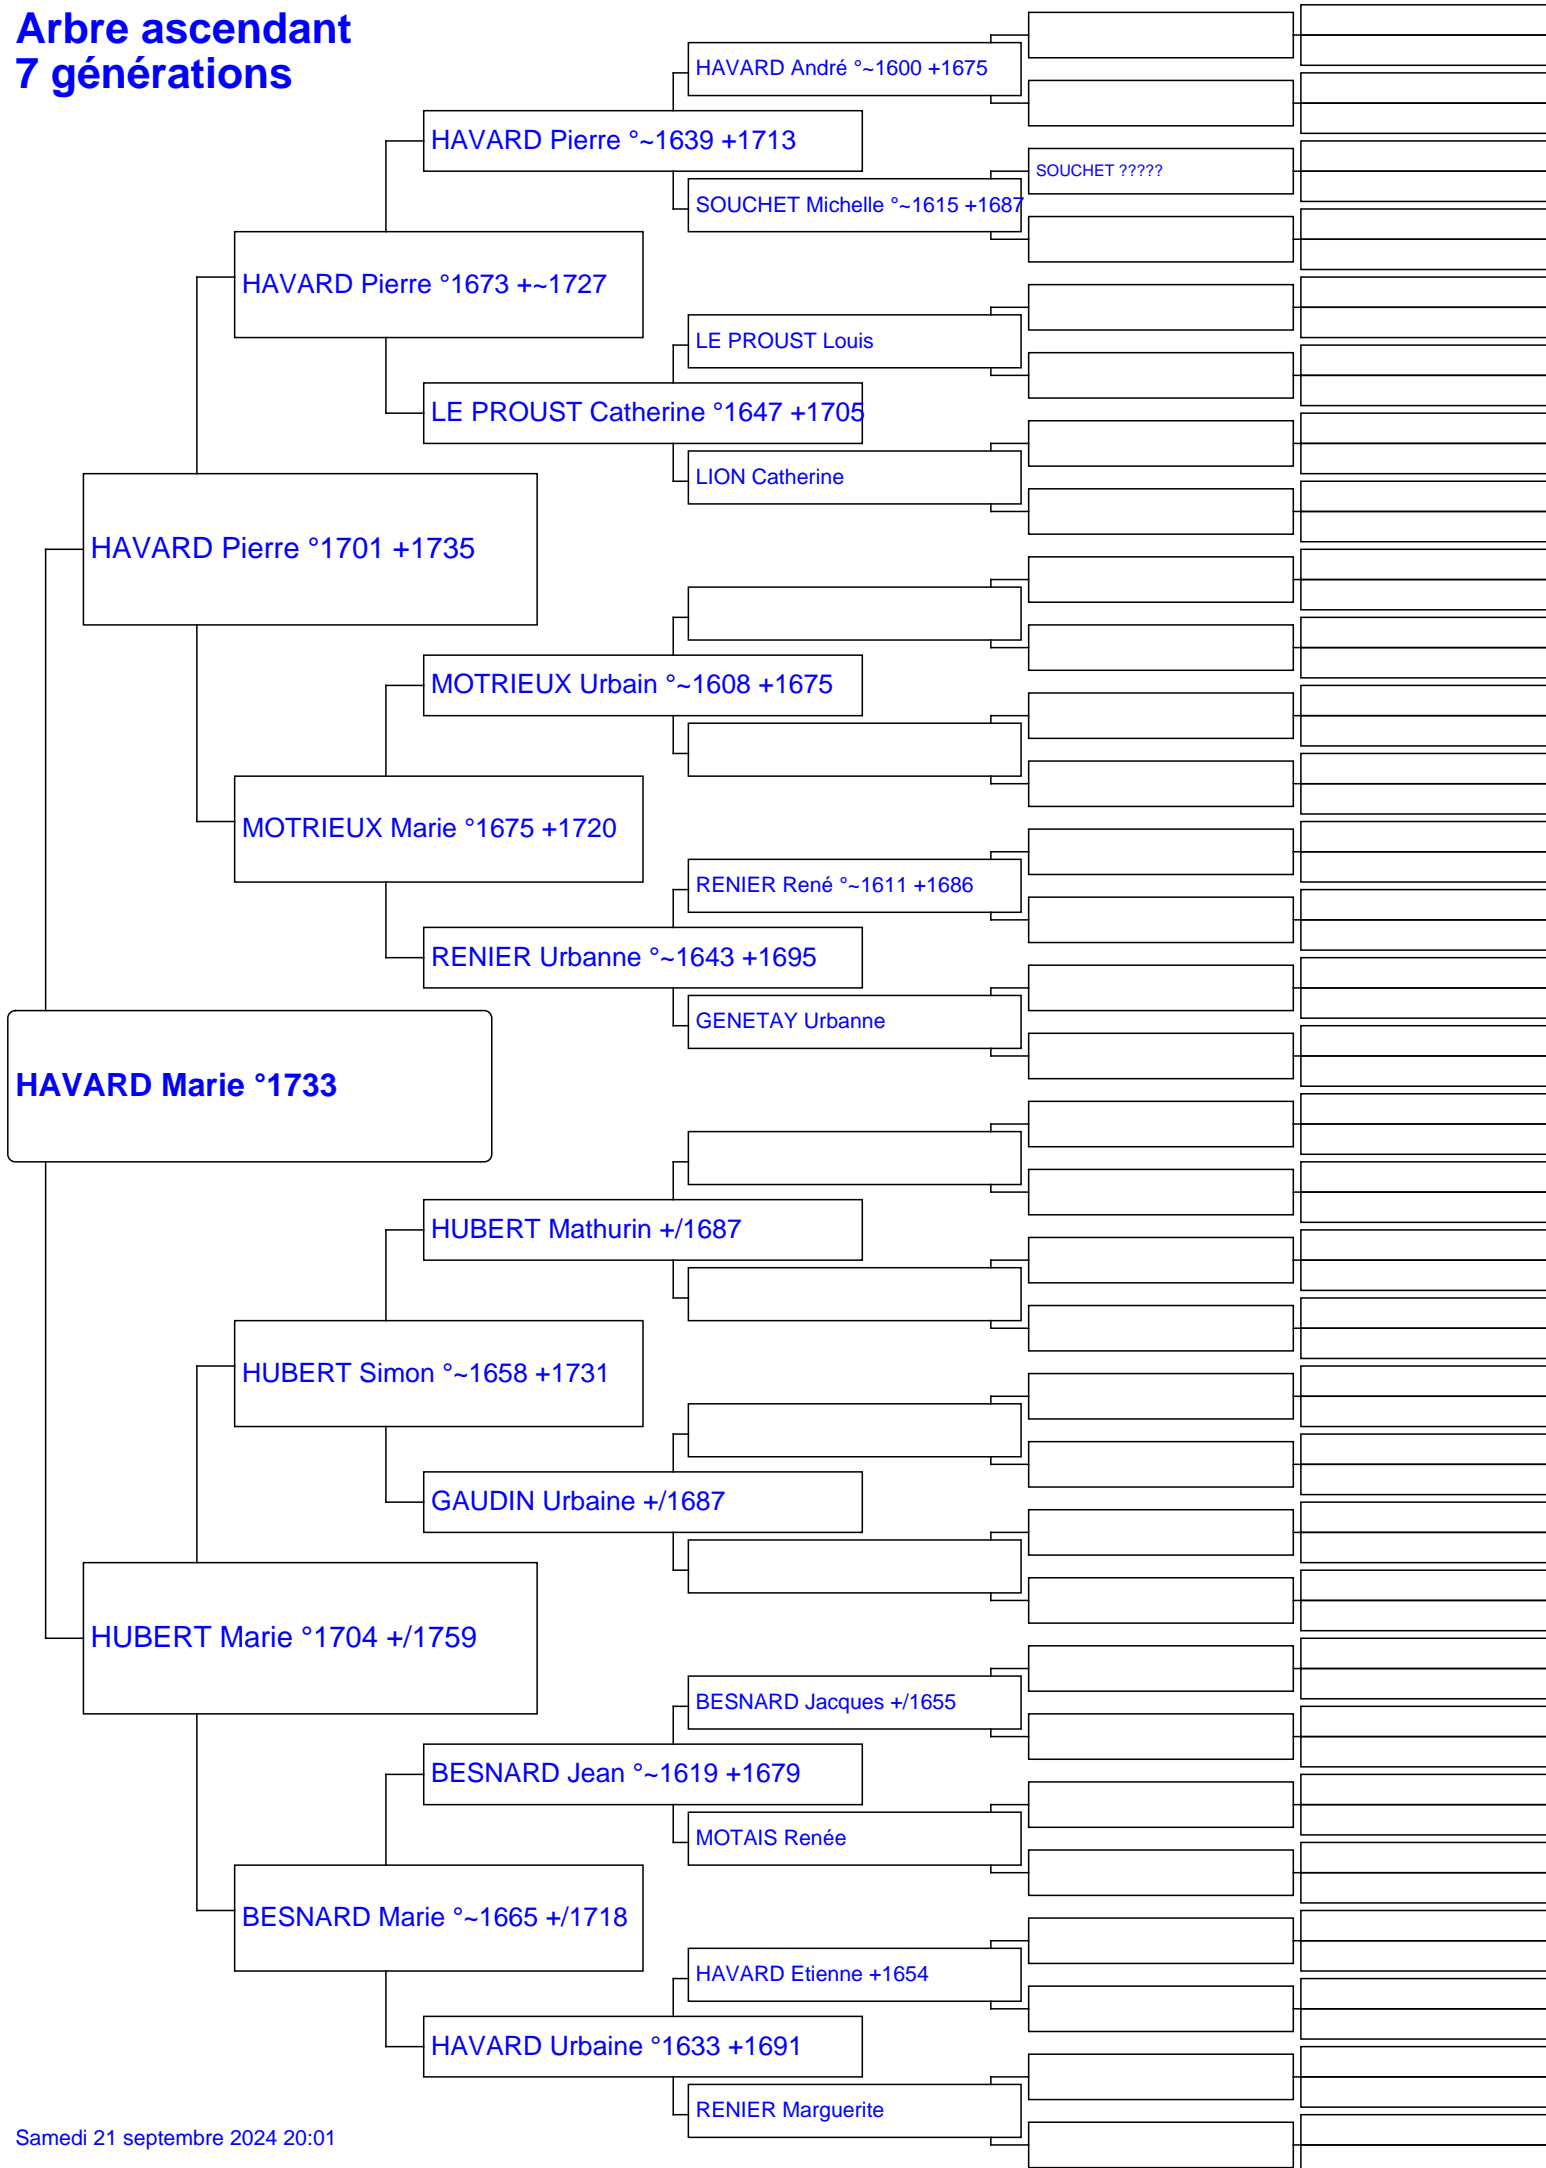 Arbre ascendant
7 générations
HAVARD André °~1600 +1675
HAVARD Pierre °~1639 +1713
SOUCHET ?????
SOUCHET Michelle °~1615 +1687
HAVARD Pierre °1673 +~1727
LE PROUST Louis
LE PROUST Catherine °1647 +1705
LION Catherine
HAVARD Pierre °1701 +1735
MOTRIEUX Urbain °~1608 +1675
MOTRIEUX Marie °1675 +1720
RENIER René °~1611 +1686
RENIER Urbanne °~1643 +1695
GENETAY Urbanne
HAVARD Marie °1733
HUBERT Mathurin +/1687
HUBERT Simon °~1658 +1731
GAUDIN Urbaine +/1687
HUBERT Marie °1704 +/1759
BESNARD Jacques +/1655
BESNARD Jean °~1619 +1679
MOTAIS Renée
BESNARD Marie °~1665 +/1718
HAVARD Etienne +1654
HAVARD Urbaine °1633 +1691
RENIER Marguerite
Samedi 21 septembre 2024 20:01